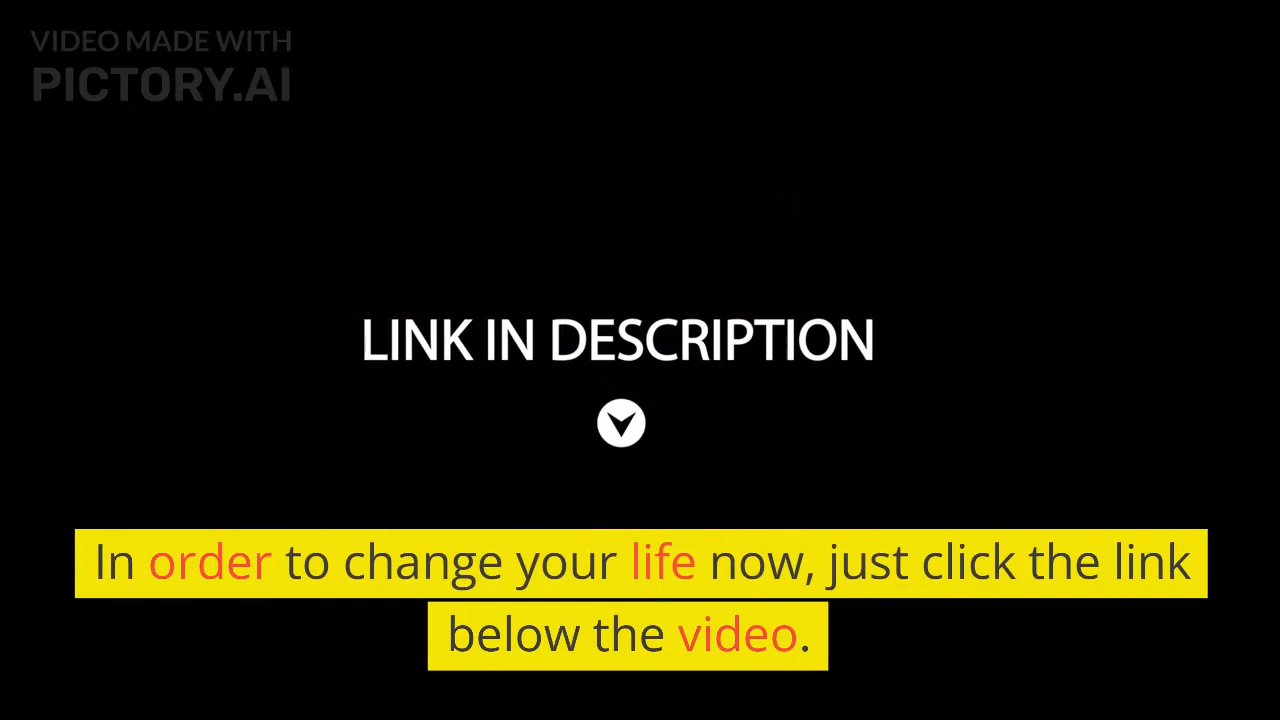 VIDEO MADE WITH
PICTORY.AI
LINK IN DESCRIPTION
In order to change your life now, just click the link
below the video.